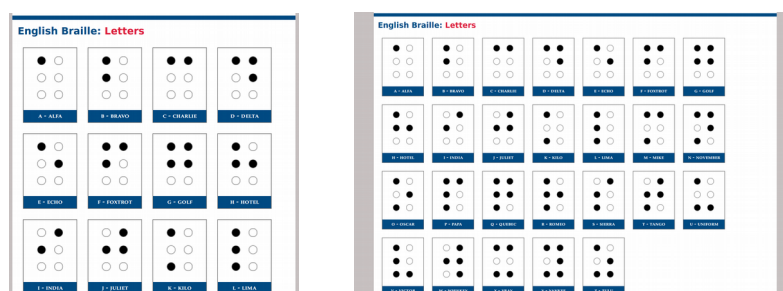 English Braille: Letters
A - ALFA
B - BRAVO
C - CHARLIE
D - DELTA
E - ECHO
F - FOXTROT
G - GOLF
H - HOTEL
I - INDIA
J - JULIET
K - KILO
L - LIMA
English Braille: Letters
A - ALFA
B - BRAVO
C - CHARLIE
D - DELTA
E - ECHO
F - FOXTROT
G - GOLF
H - HOTEL
I - INDIA
J - JULIET
K - KILO
L - LIMA
M - MIKE
N - NOVEMBER
O - OSCAR
P - PAPA
Q - QUEBEC
R - ROMEO
S - SIERRA
T - TANGO
U - UNIFORM